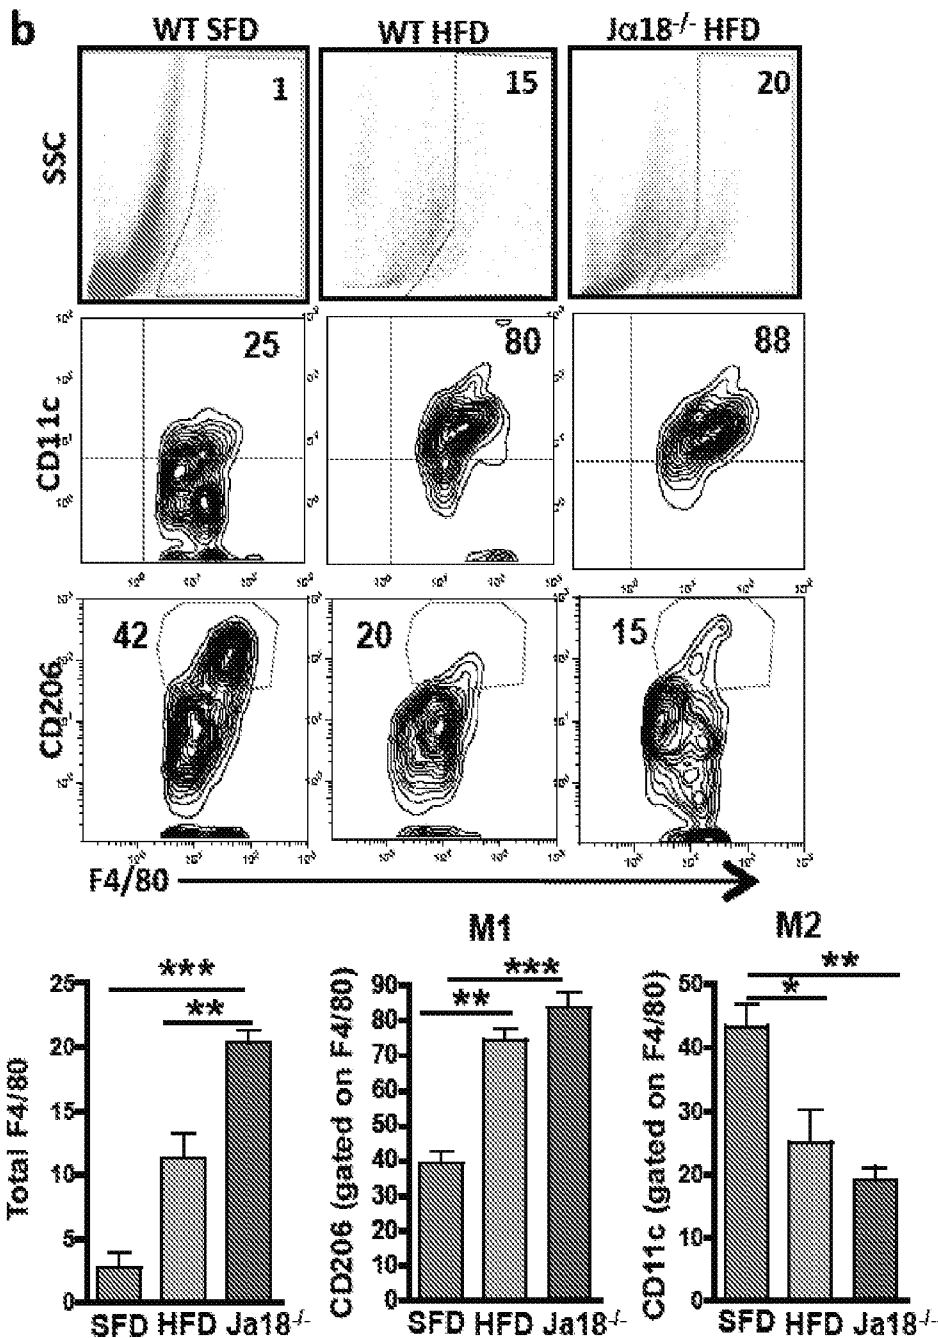 b
WT SFD WT HFD Jα18-/- HFD
SSC
1 15 20
CD11c
25 80 88
CD206
42 20 15
F4/80
M1 M2
*** *** **
** ** *
Total F4/80
25
20
15
10
5
0
SFD HFD Ja18-/-
CD206 (gated on F4/80)
90
80
70
60
50
40
30
20
10
0
SFD HFD Ja18-/-
CD11c (gated on F4/80)
50
40
30
20
10
0
SFD HFD Ja18-/-